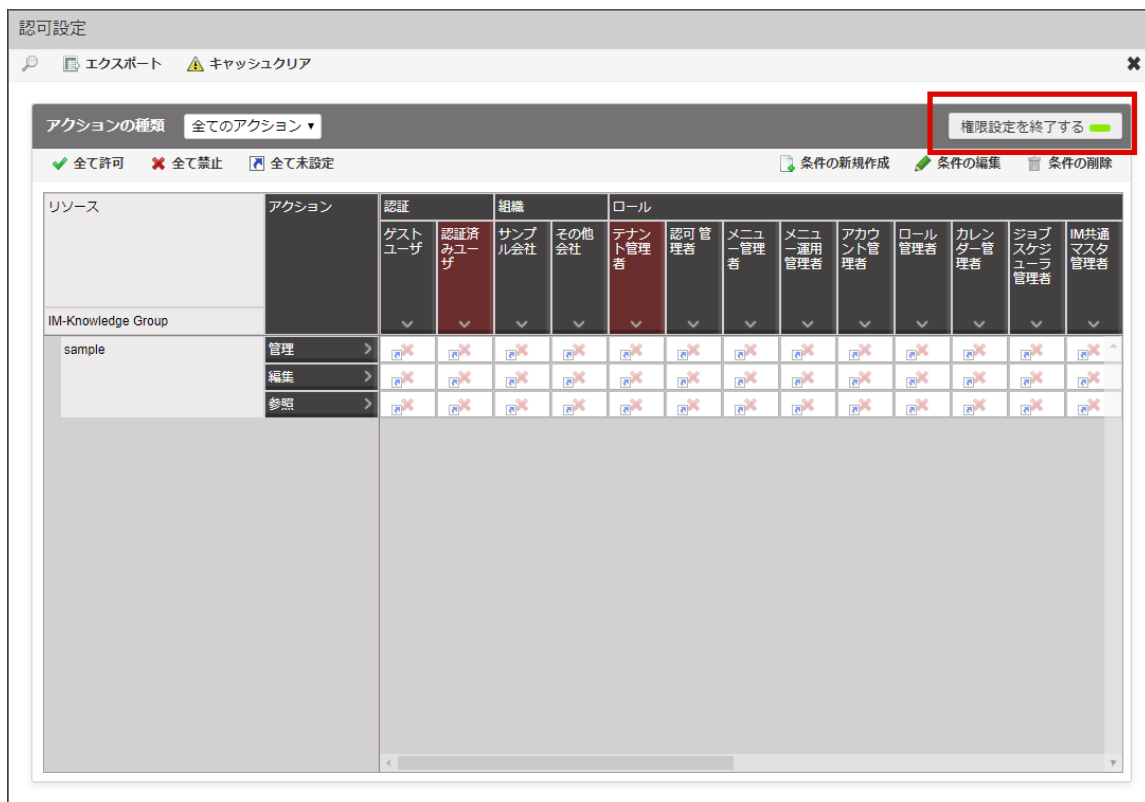 認可設定
エクスポート キャッシュクリア
アクションの種類 全てのアクション 権限設定を終了する
全て許可 全て禁止 全て未設定 条件の新規作成 条件の編集 条件の削除
リソース アクション 認証 組織 ロール
ゲスト
ユーザ
認証済
みユー
ザ
サンプ
ル会社
その他
会社
テナン
ト管理
者
認可 管
理者
メニュ
ー管理
者
メニュ
ー運用
管理者
アカウ
ント管
理者
ロール
管理者
カレン
ダー管
理者
ジョブ
スケジ
ューラ
管理者
IM共通
マスタ
管理者
IM-Knowledge Group
sample 管理
編集
参照